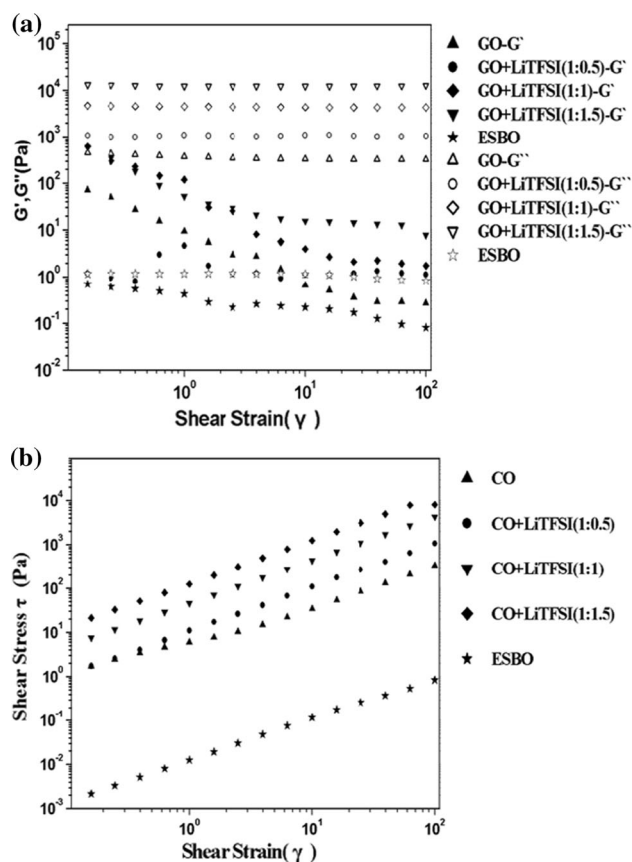 (a)
10^5
10^4
10^3
10^2
10^1
10^0
10^-1
10^-2
G',G''(Pa)
10^0
10^1
10^2
Shear Strain( γ )
GO-G`
GO+LiTFSI(1:0.5)-G`
GO+LiTFSI(1:1)-G`
GO+LiTFSI(1:1.5)-G`
ESBO
GO-G``
GO+LiTFSI(1:0.5)-G``
GO+LiTFSI(1:1)-G``
GO+LiTFSI(1:1.5)-G``
ESBO
(b)
10^4
10^3
10^2
10^1
10^0
10^-1
10^-2
10^-3
Shear Stress τ (Pa)
10^0
10^1
10^2
Shear Strain( γ )
CO
CO+LiTFSI(1:0.5)
CO+LiTFSI(1:1)
CO+LiTFSI(1:1.5)
ESBO